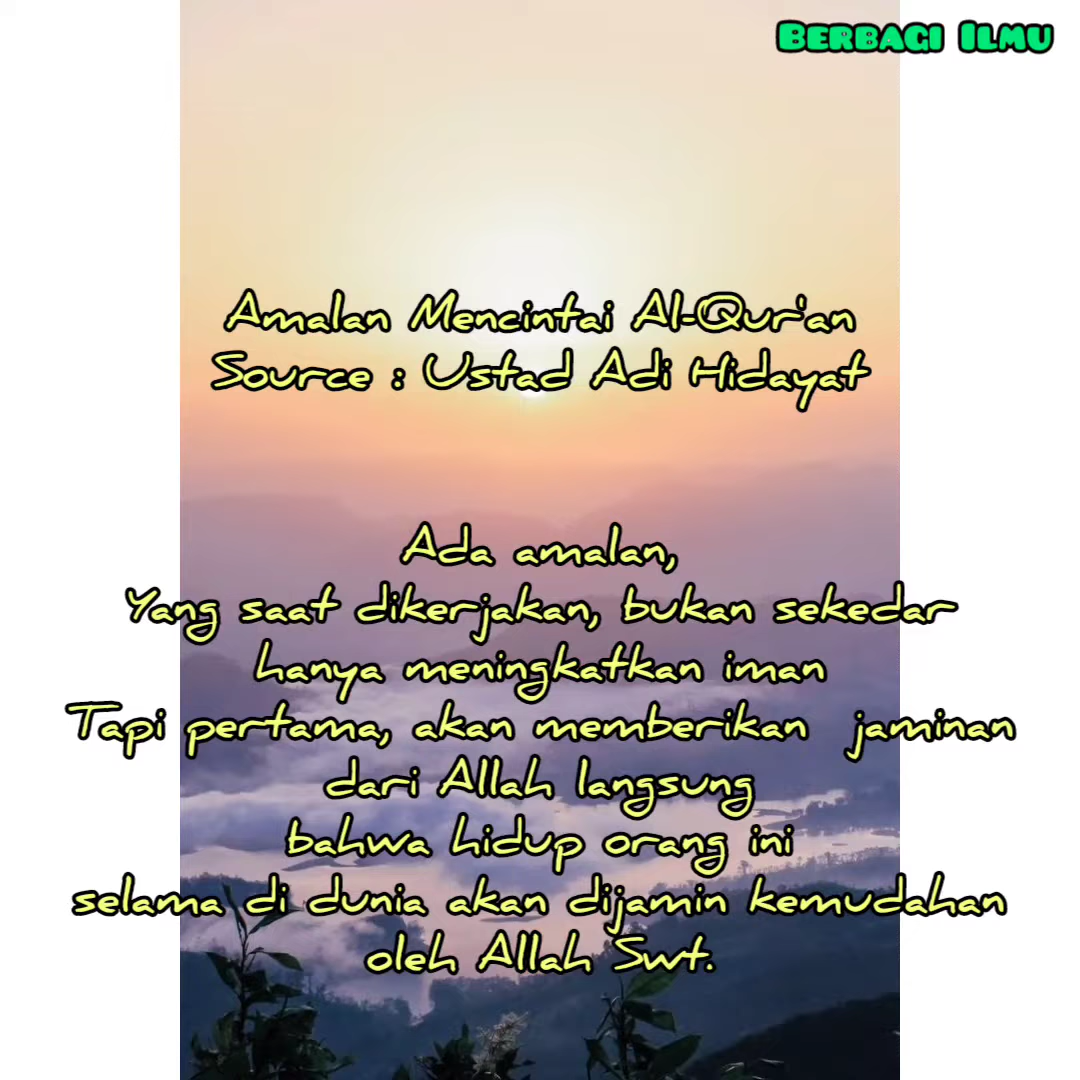 Berbagi Ilmu
Amalan Mencintai Al-Qur'an
Source : Ustad Adi Hidayat
Ada amalan,
Yang saat dikerjakan, bukan sekedar
hanya meningkatkan iman
Tapi pertama, akan memberikan jaminan
dari Allah langsung
bahwa hidup orang ini
selama di dunia akan dijamin kemudahan
oleh Allah Swt.